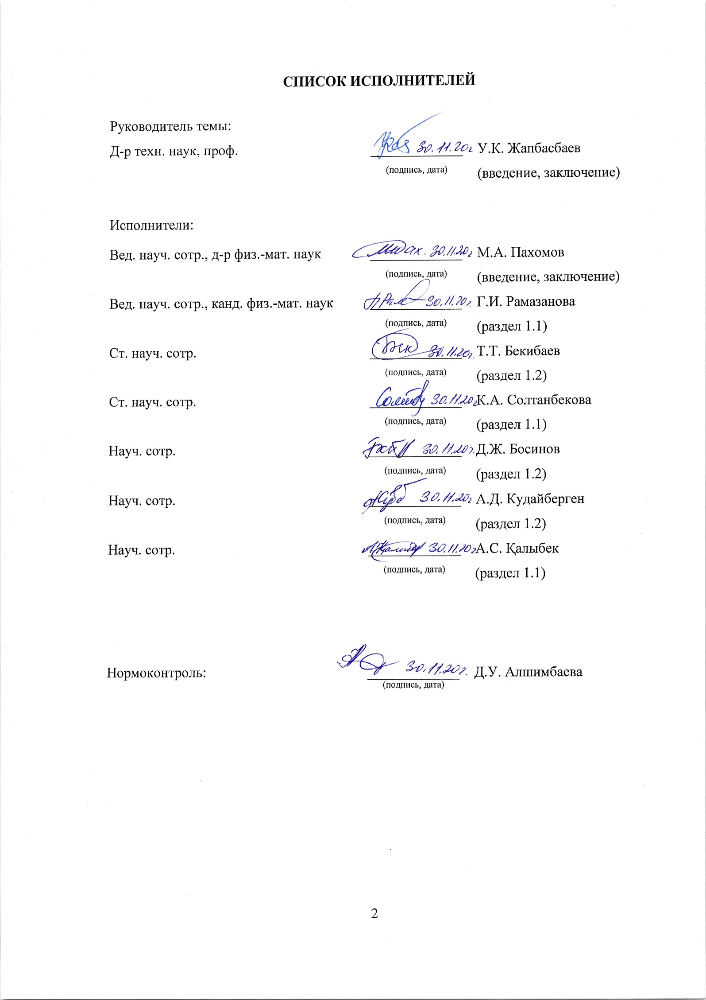 СПИСОК ИСПОЛНИТЕЛЕЙ
Руководитель темы:
Д-р техн. наук, проф. 30.11.20г У.К. Жапбасбаев
(подпись, дата) (введение, заключение)
Исполнители:
Вед. науч. сотр., д-р физ.-мат. наук 30.11.20г М.А. Пахомов
(подпись, дата) (введение, заключение)
Вед. науч. сотр., канд. физ.-мат. наук 30.11.20г. Г.И. Рамазанова
(подпись, дата) (раздел 1.1)
Ст. науч. сотр. 30.11.20г. Т.Т. Бекибаев
(подпись, дата) (раздел 1.2)
Ст. науч. сотр. 30.11.20г К.А. Солтанбекова
(подпись, дата) (раздел 1.1)
Науч. сотр. 30.11.20г. Д.Ж. Босинов
(подпись, дата) (раздел 1.2)
Науч. сотр. 30.11.20г А.Д. Кудайберген
(подпись, дата) (раздел 1.2)
Науч. сотр. 30.11.20г А.С. Қалыбек
(подпись, дата) (раздел 1.1)
Нормоконтроль: 30.11.20г. Д.У. Алшимбаева
(подпись, дата)
2